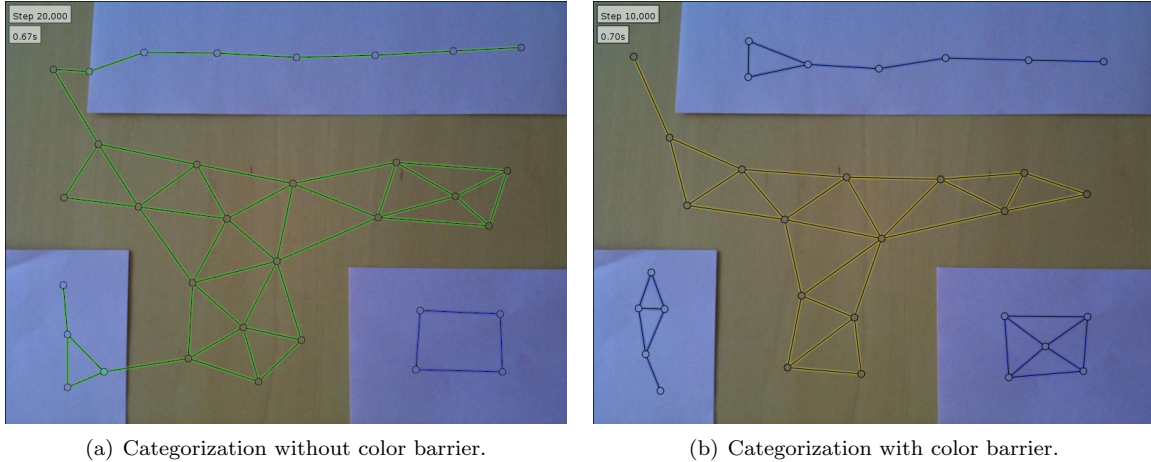 Step 20,000
0.67s
Step 10,000
0.70s
(a) Categorization without color barrier.
(b) Categorization with color barrier.